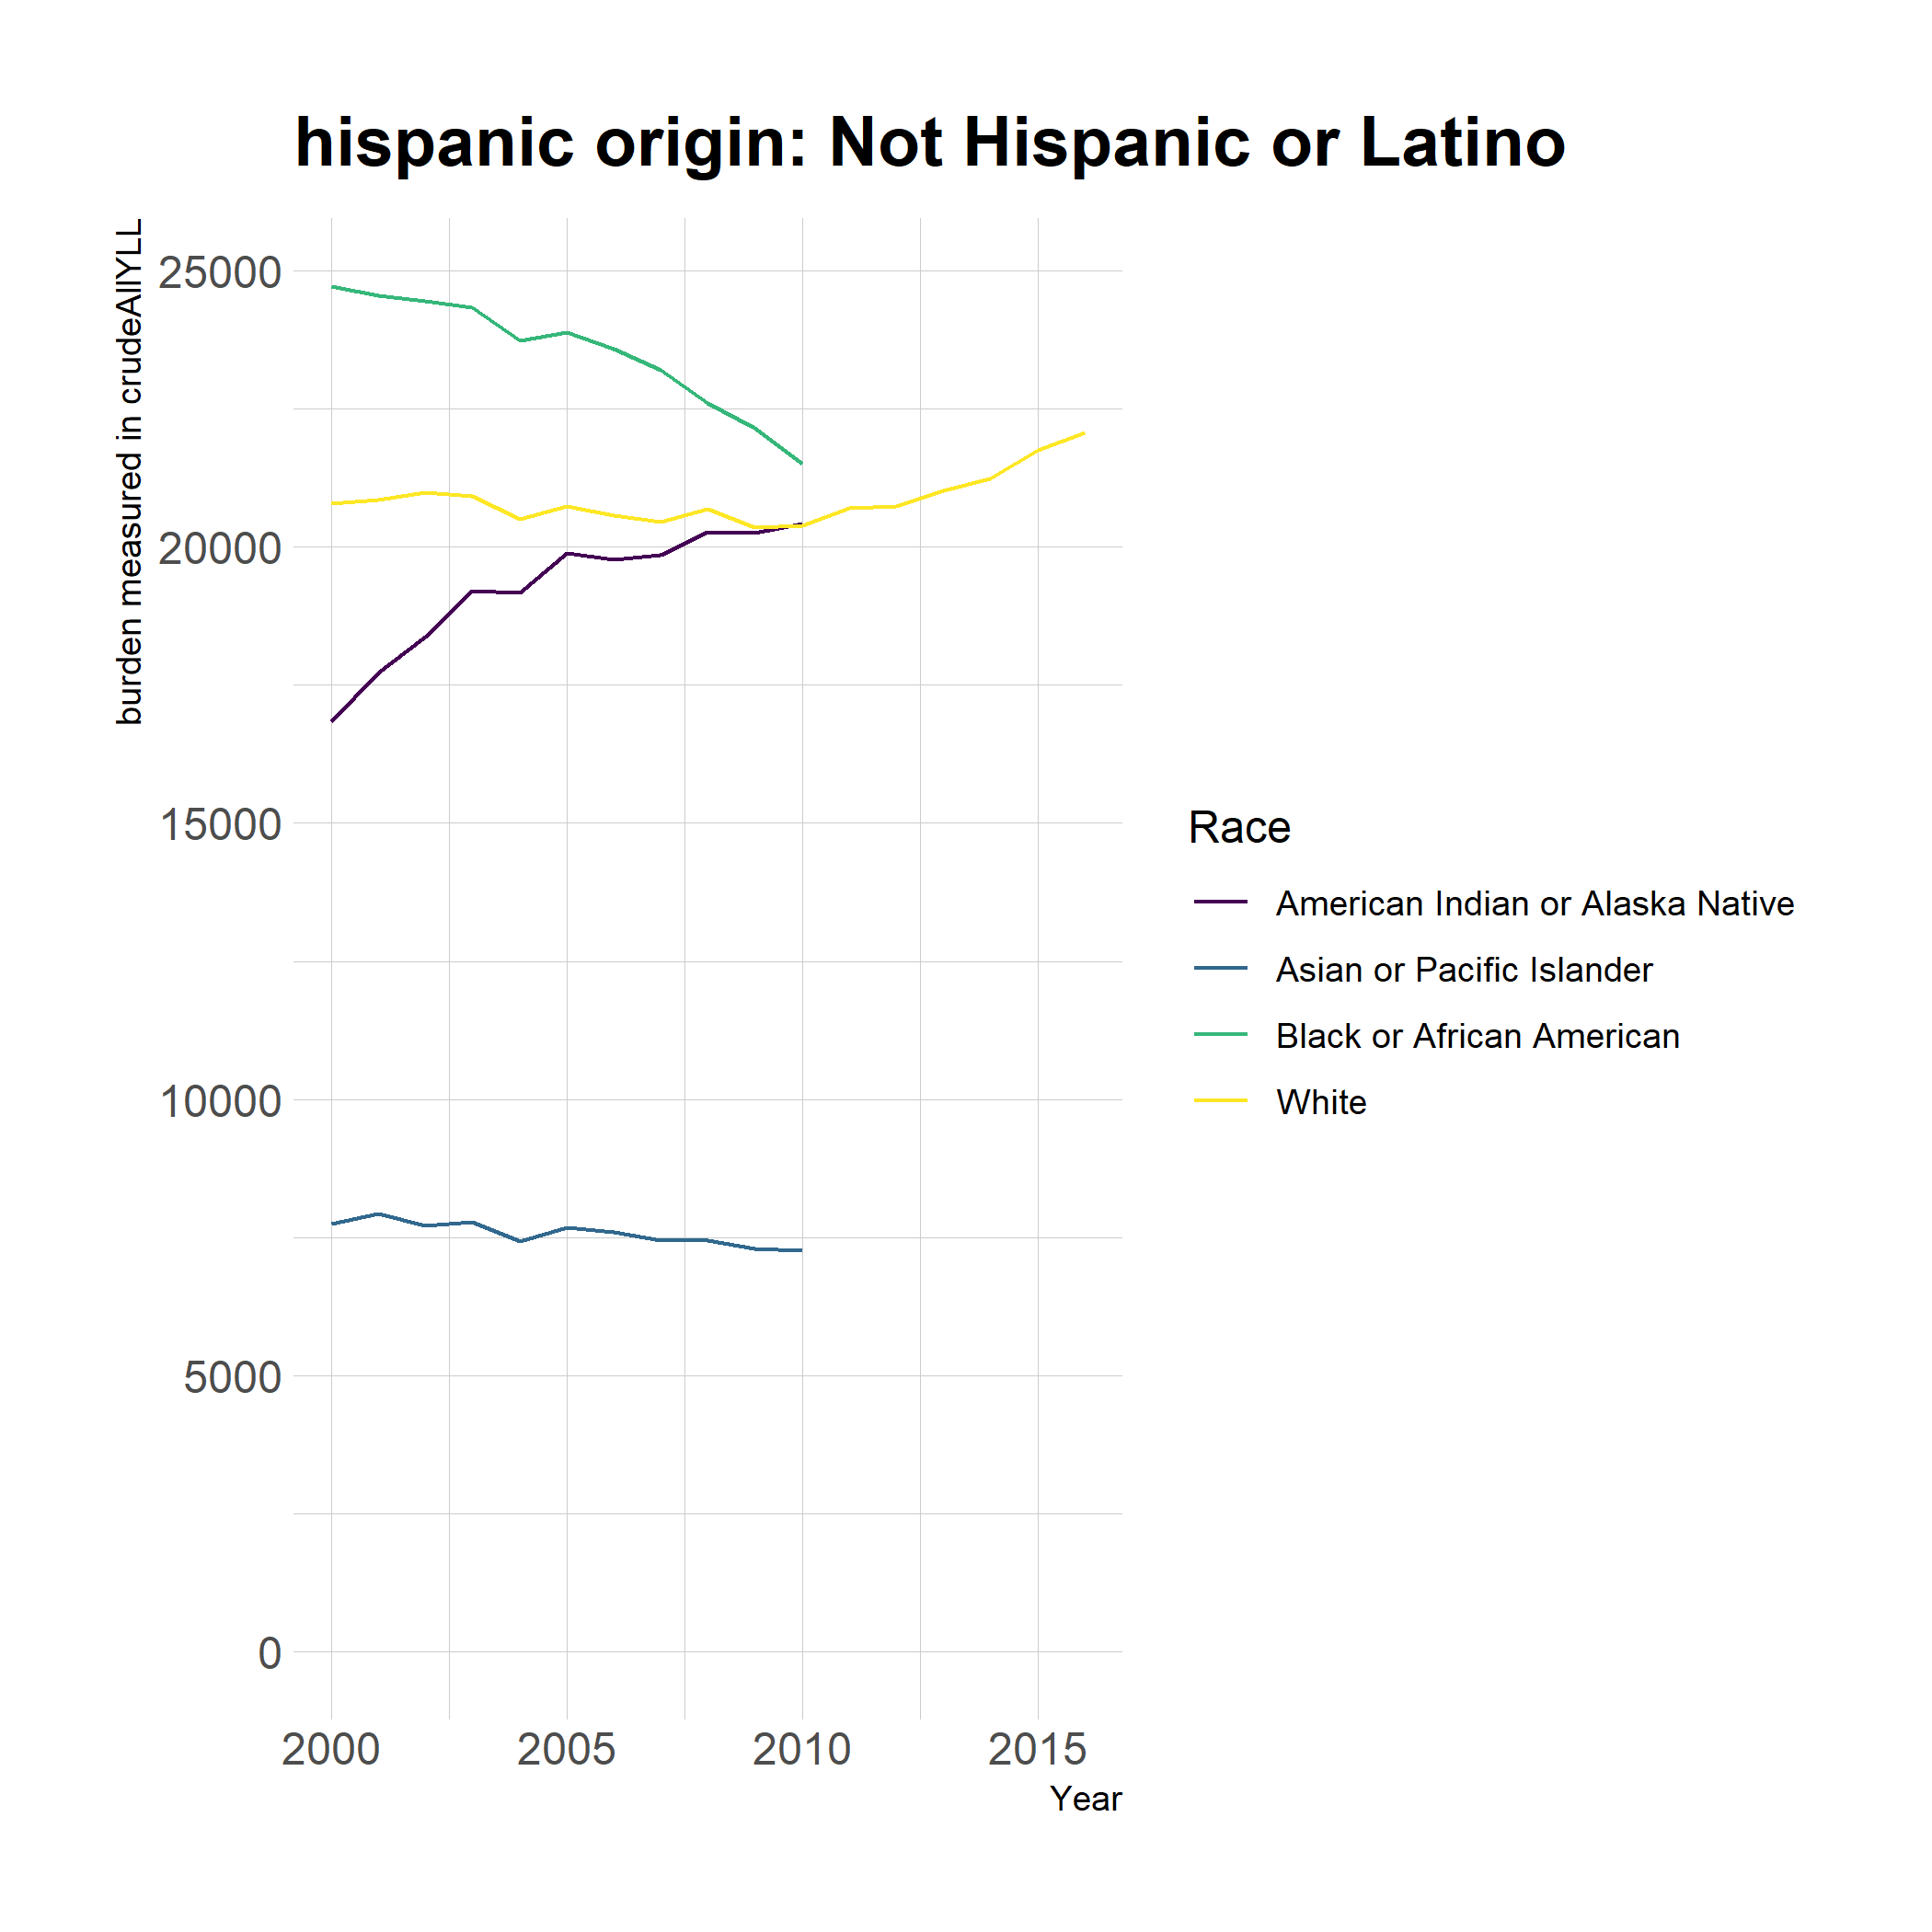 hispanic origin: Not Hispanic or Latino
burden measured in crudeAllYLL
25000
20000
15000
10000
5000
0
2000 2005 2010 2015
Year
Race
American Indian or Alaska Native
Asian or Pacific Islander
Black or African American
White